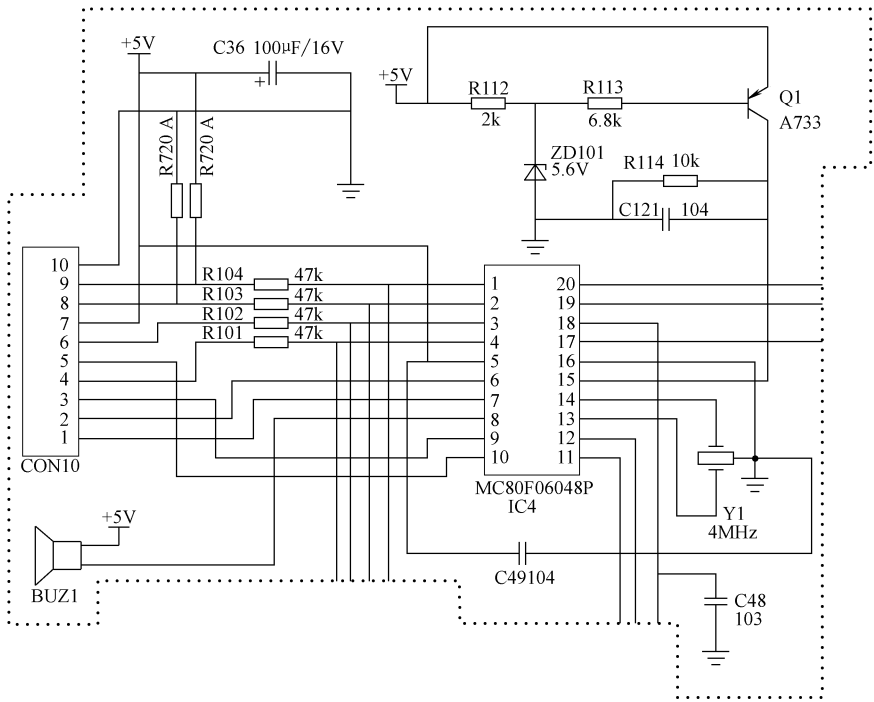 +5V
C36 100μF/16V
+
R720 A
R720 A
+5V
R112
2k
R113
6.8k
Q1
A733
ZD101
5.6V
R114 10k
C121 104
10
9
8
7
6
5
4
3
2
1
CON10
R104 47k
R103 47k
R102 47k
R101 47k
1 20
2 19
3 18
4 17
5 16
6 15
7 14
8 13
9 12
10 11
MC80F06048P
IC4
Y1
4MHz
+5V
BUZ1
C49104
C48
103